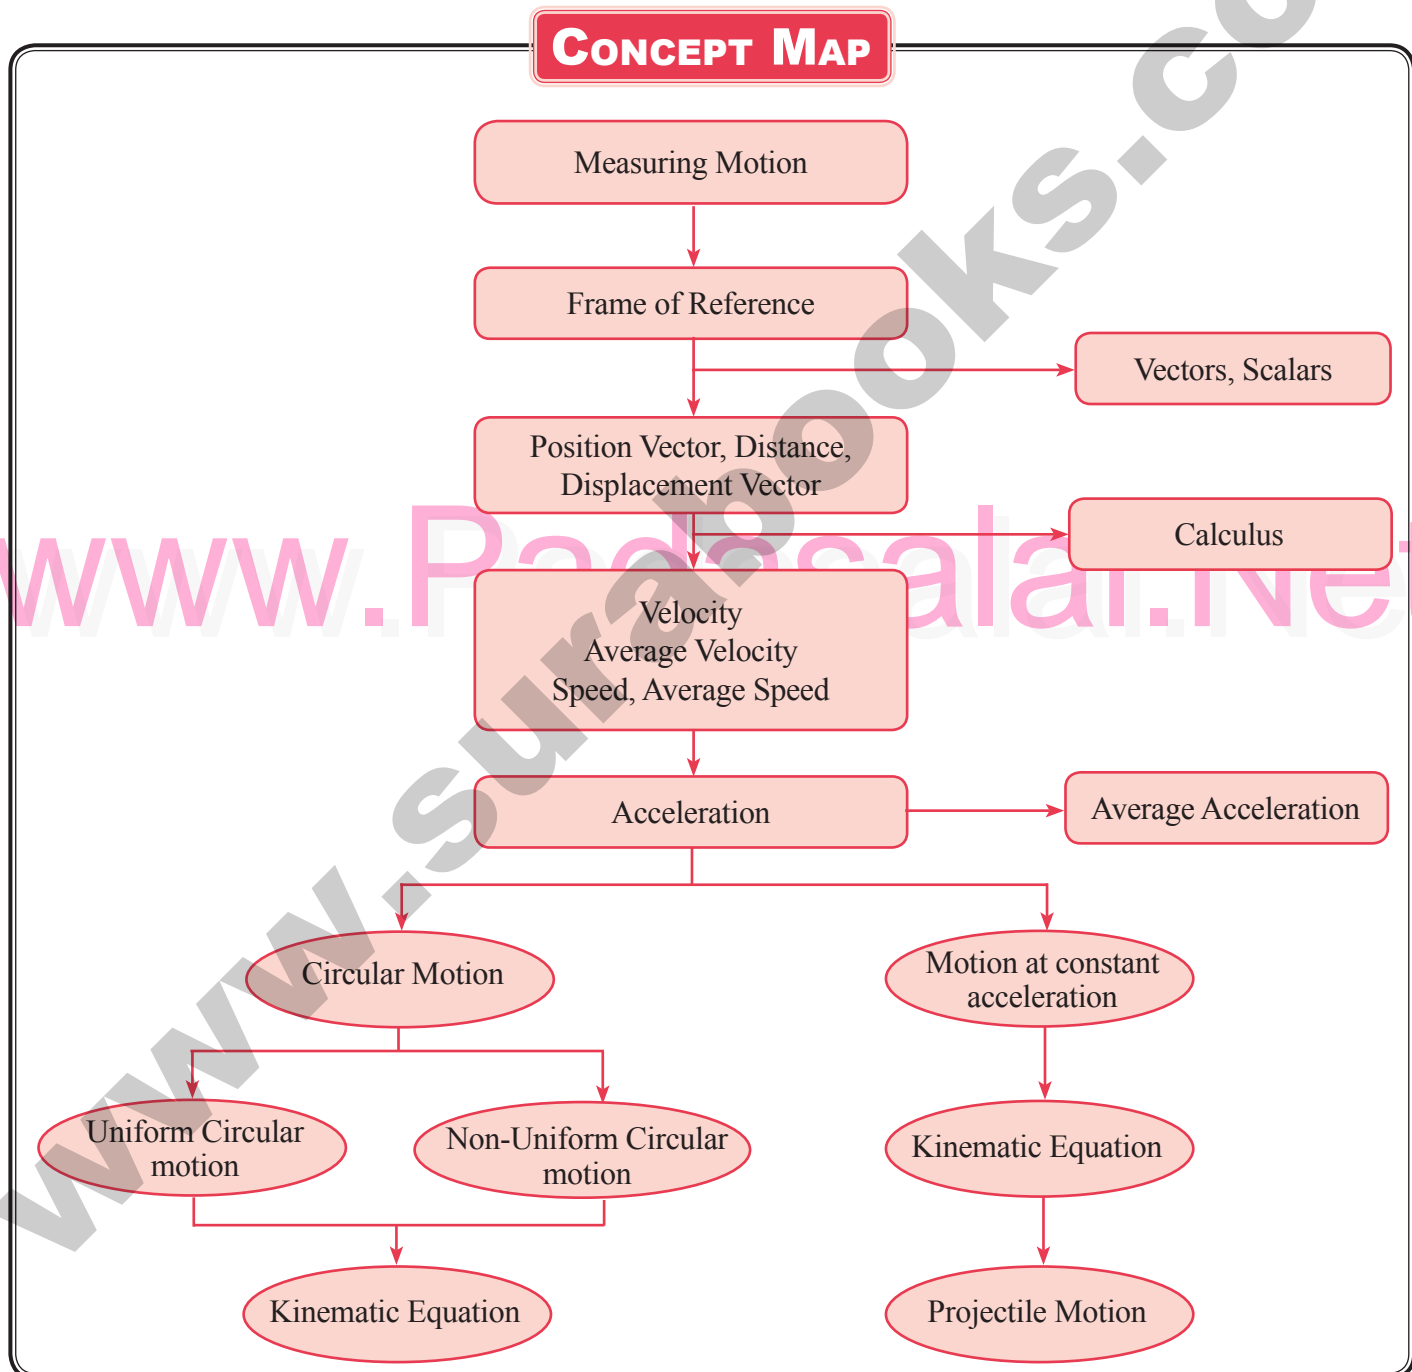 CONCEPT MAP
Measuring Motion
Frame of Reference
Vectors, Scalars
Position Vector, Distance,
Displacement Vector
Calculus
www.Padasalai.Net
Velocity
Average Velocity
Speed, Average Speed
Acceleration
Average Acceleration
Circular Motion
Motion at constant
acceleration
Uniform Circular
motion
Non-Uniform Circular
motion
Kinematic Equation
Kinematic Equation
Projectile Motion
www.surabooks.co